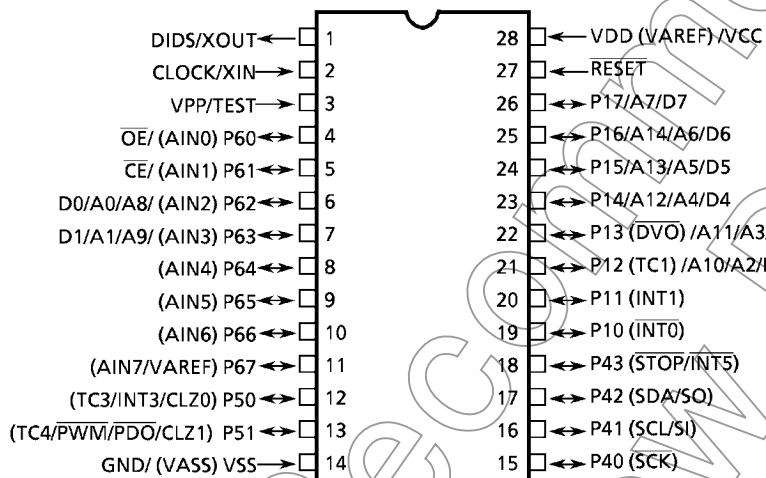 DIDS/XOUT 1 28 VDD (VAREF) /VCC
CLOCK/XIN 2 27 RESET
VPP/TEST 3 26 P17/A7/D7
OE/ (AIN0) P60 4 25 P16/A14/A6/D6
CE/ (AIN1) P61 5 24 P15/A13/A5/D5
D0/A0/A8/ (AIN2) P62 6 23 P14/A12/A4/D4
D1/A1/A9/ (AIN3) P63 7 22 P13 (DVO) /A11/A3/
(AIN4) P64 8 21 P12 (TC1) /A10/A2/
(AIN5) P65 9 20 P11 (INT1)
(AIN6) P66 10 19 P10 (INT0)
(AIN7/VAREF) P67 11 18 P43 (STOP/INT5)
(TC3/INT3/CLZ0) P50 12 17 P42 (SDA/SO)
(TC4/PWM/PDO/CLZ1) P51 13 16 P41 (SCL/SI)
GND/ (VASS) VSS 14 15 P40 (SCK)